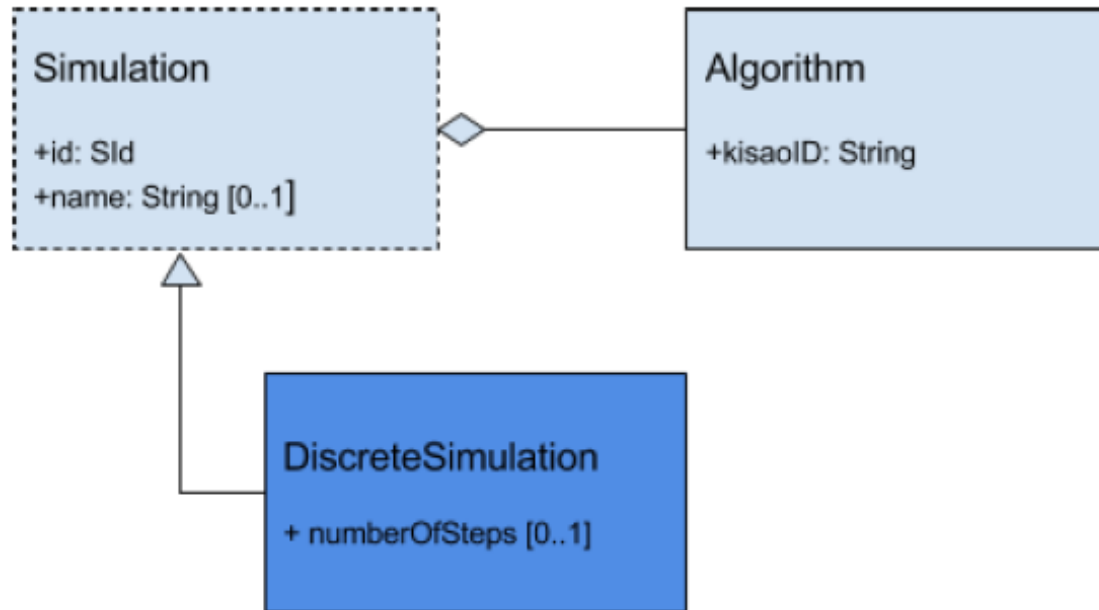 Simulation
+id: SId
+name: String [0..1]
Algorithm
+kisaoID: String
DiscreteSimulation
+ numberOfSteps [0..1]